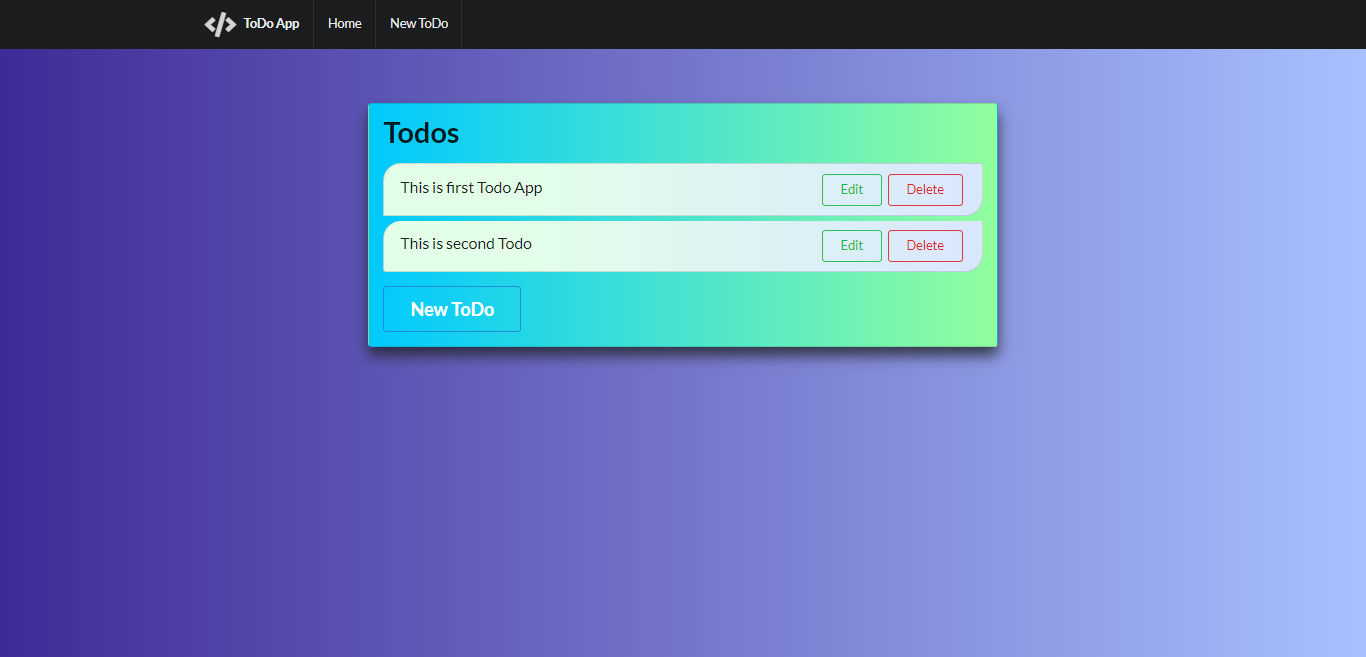 ToDo App Home New ToDo
Todos
This is first Todo App Edit Delete
This is second Todo Edit Delete
New ToDo